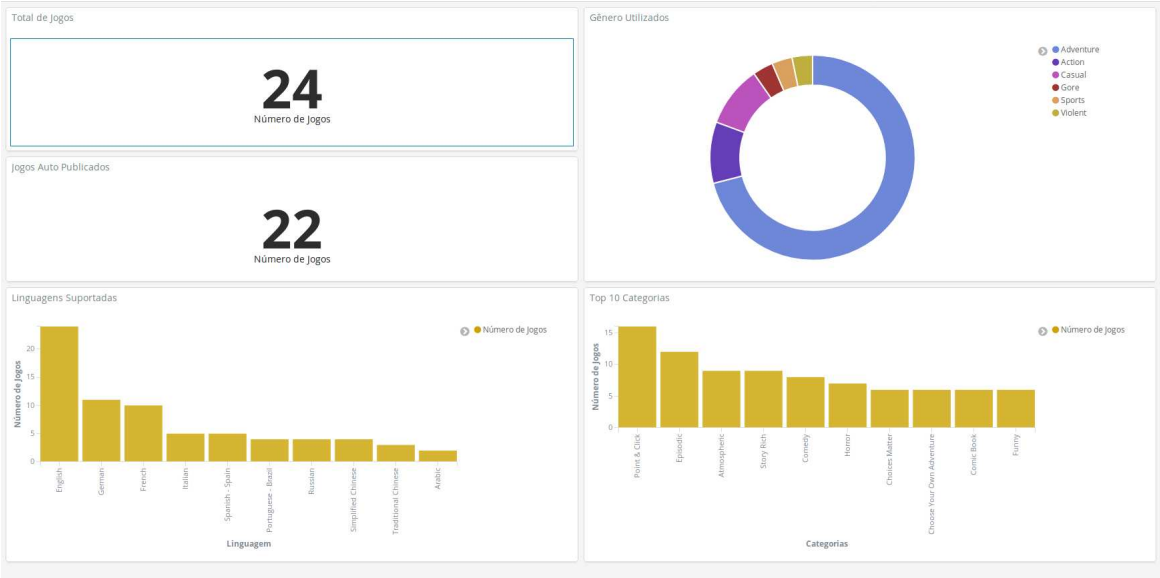 Total de Jogos
24
Número de Jogos
Jogos Auto Publicados
22
Número de Jogos
Gênero Utilizados
Adventure
Action
Casual
Gore
Sports
Violent
Linguagens Suportadas
Número de Jogos
Número de Jogos
20
15
10
5
0
English
German
French
Italian
Spanish - Spain
Portuguese - Brazil
Russian
Simplified Chinese
Traditional Chinese
Arabic
Linguagem
Top 10 Categorias
Número de Jogos
Número de Jogos
15
10
5
0
Point & Click
Episodic
Atmospheric
Story Rich
Comedy
Horror
Choices Matter
Choose Your Own Adventure
Comic Book
Funny
Categorias